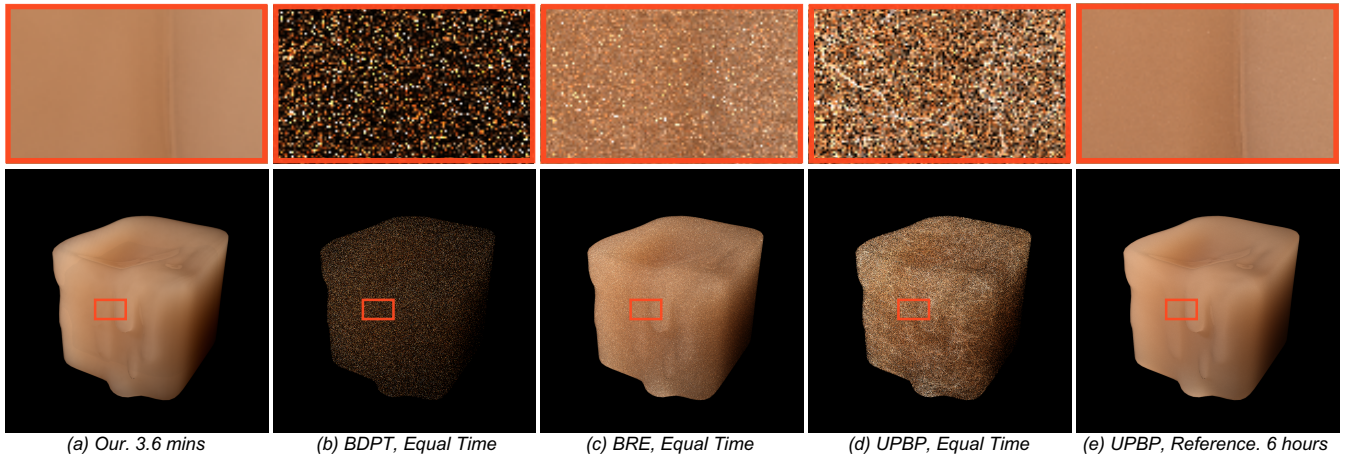 (a) Our. 3.6 mins
(b) BDPT, Equal Time
(c) BRE, Equal Time
(d) UPBP, Equal Time
(e) UPBP, Reference. 6 hours